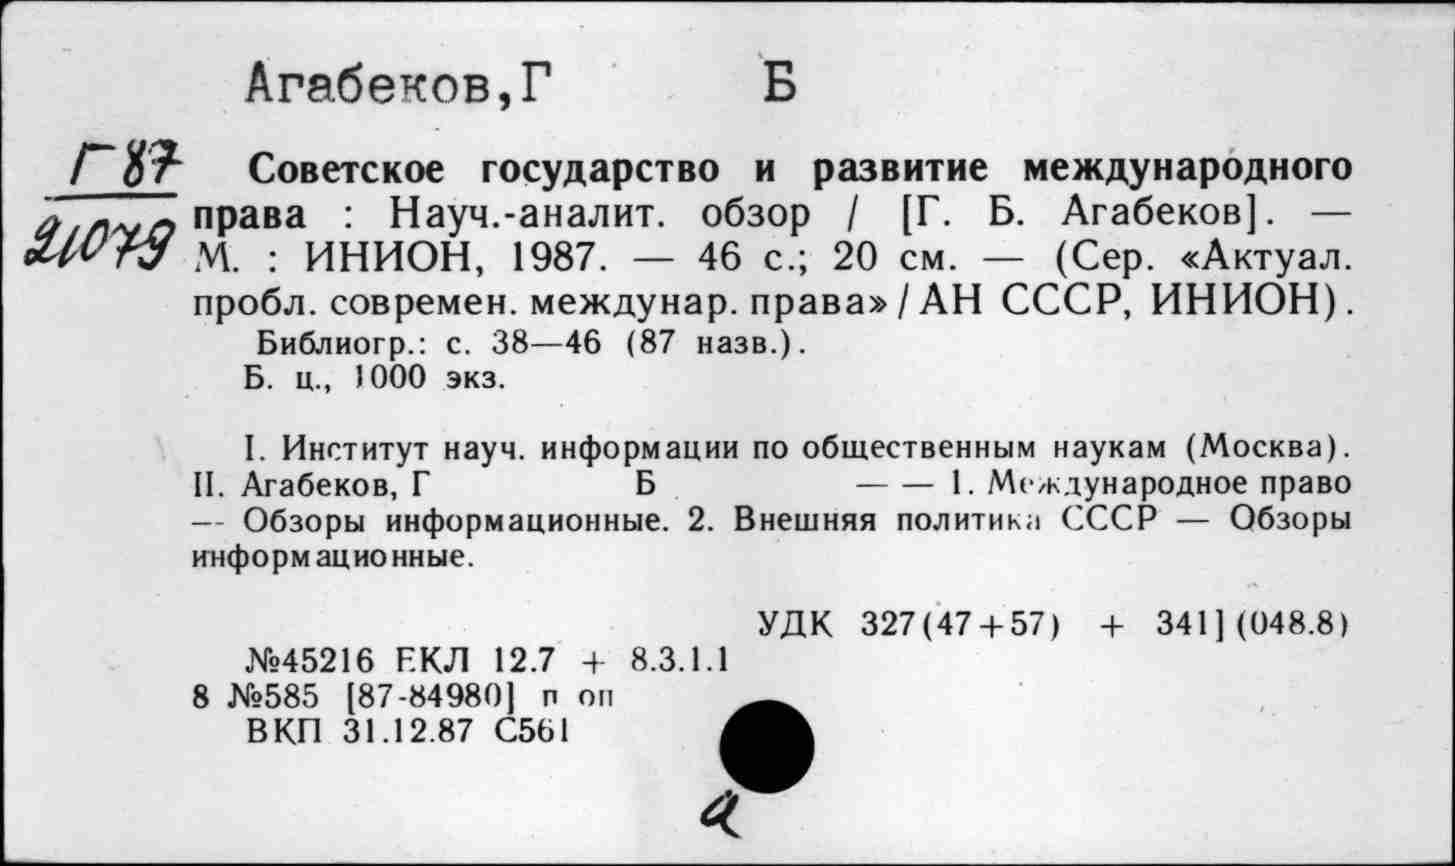 Агабеков,Г Б
Г 87
21079
Советское государство и развитие международного
права : Науч.-аналит. обзор / [Г. Б. Агабеков]. —
М. : ИНИОН, 1987. — 46 с.; 20 см. — (Сер. «Актуал.
пробл. современ. междунар. права» / АН СССР, ИНИОН).
Библиогр.: с. 38—46 (87 назв.).
Б. ц., 1000 экз.
I. Институт науч. информации по общественным наукам (Москва).
II. Агабеков, Г Б — — 1. Международное право
— Обзоры информационные. 2. Внешняя политика СССР — Обзоры
информационные.
УДК 327(47+57) + 341](048.8)
№45216 ЕКЛ 12.7 + 8.3.1.1
8 №585 [87-84980] п оп
ВКП 31.12.87 С561